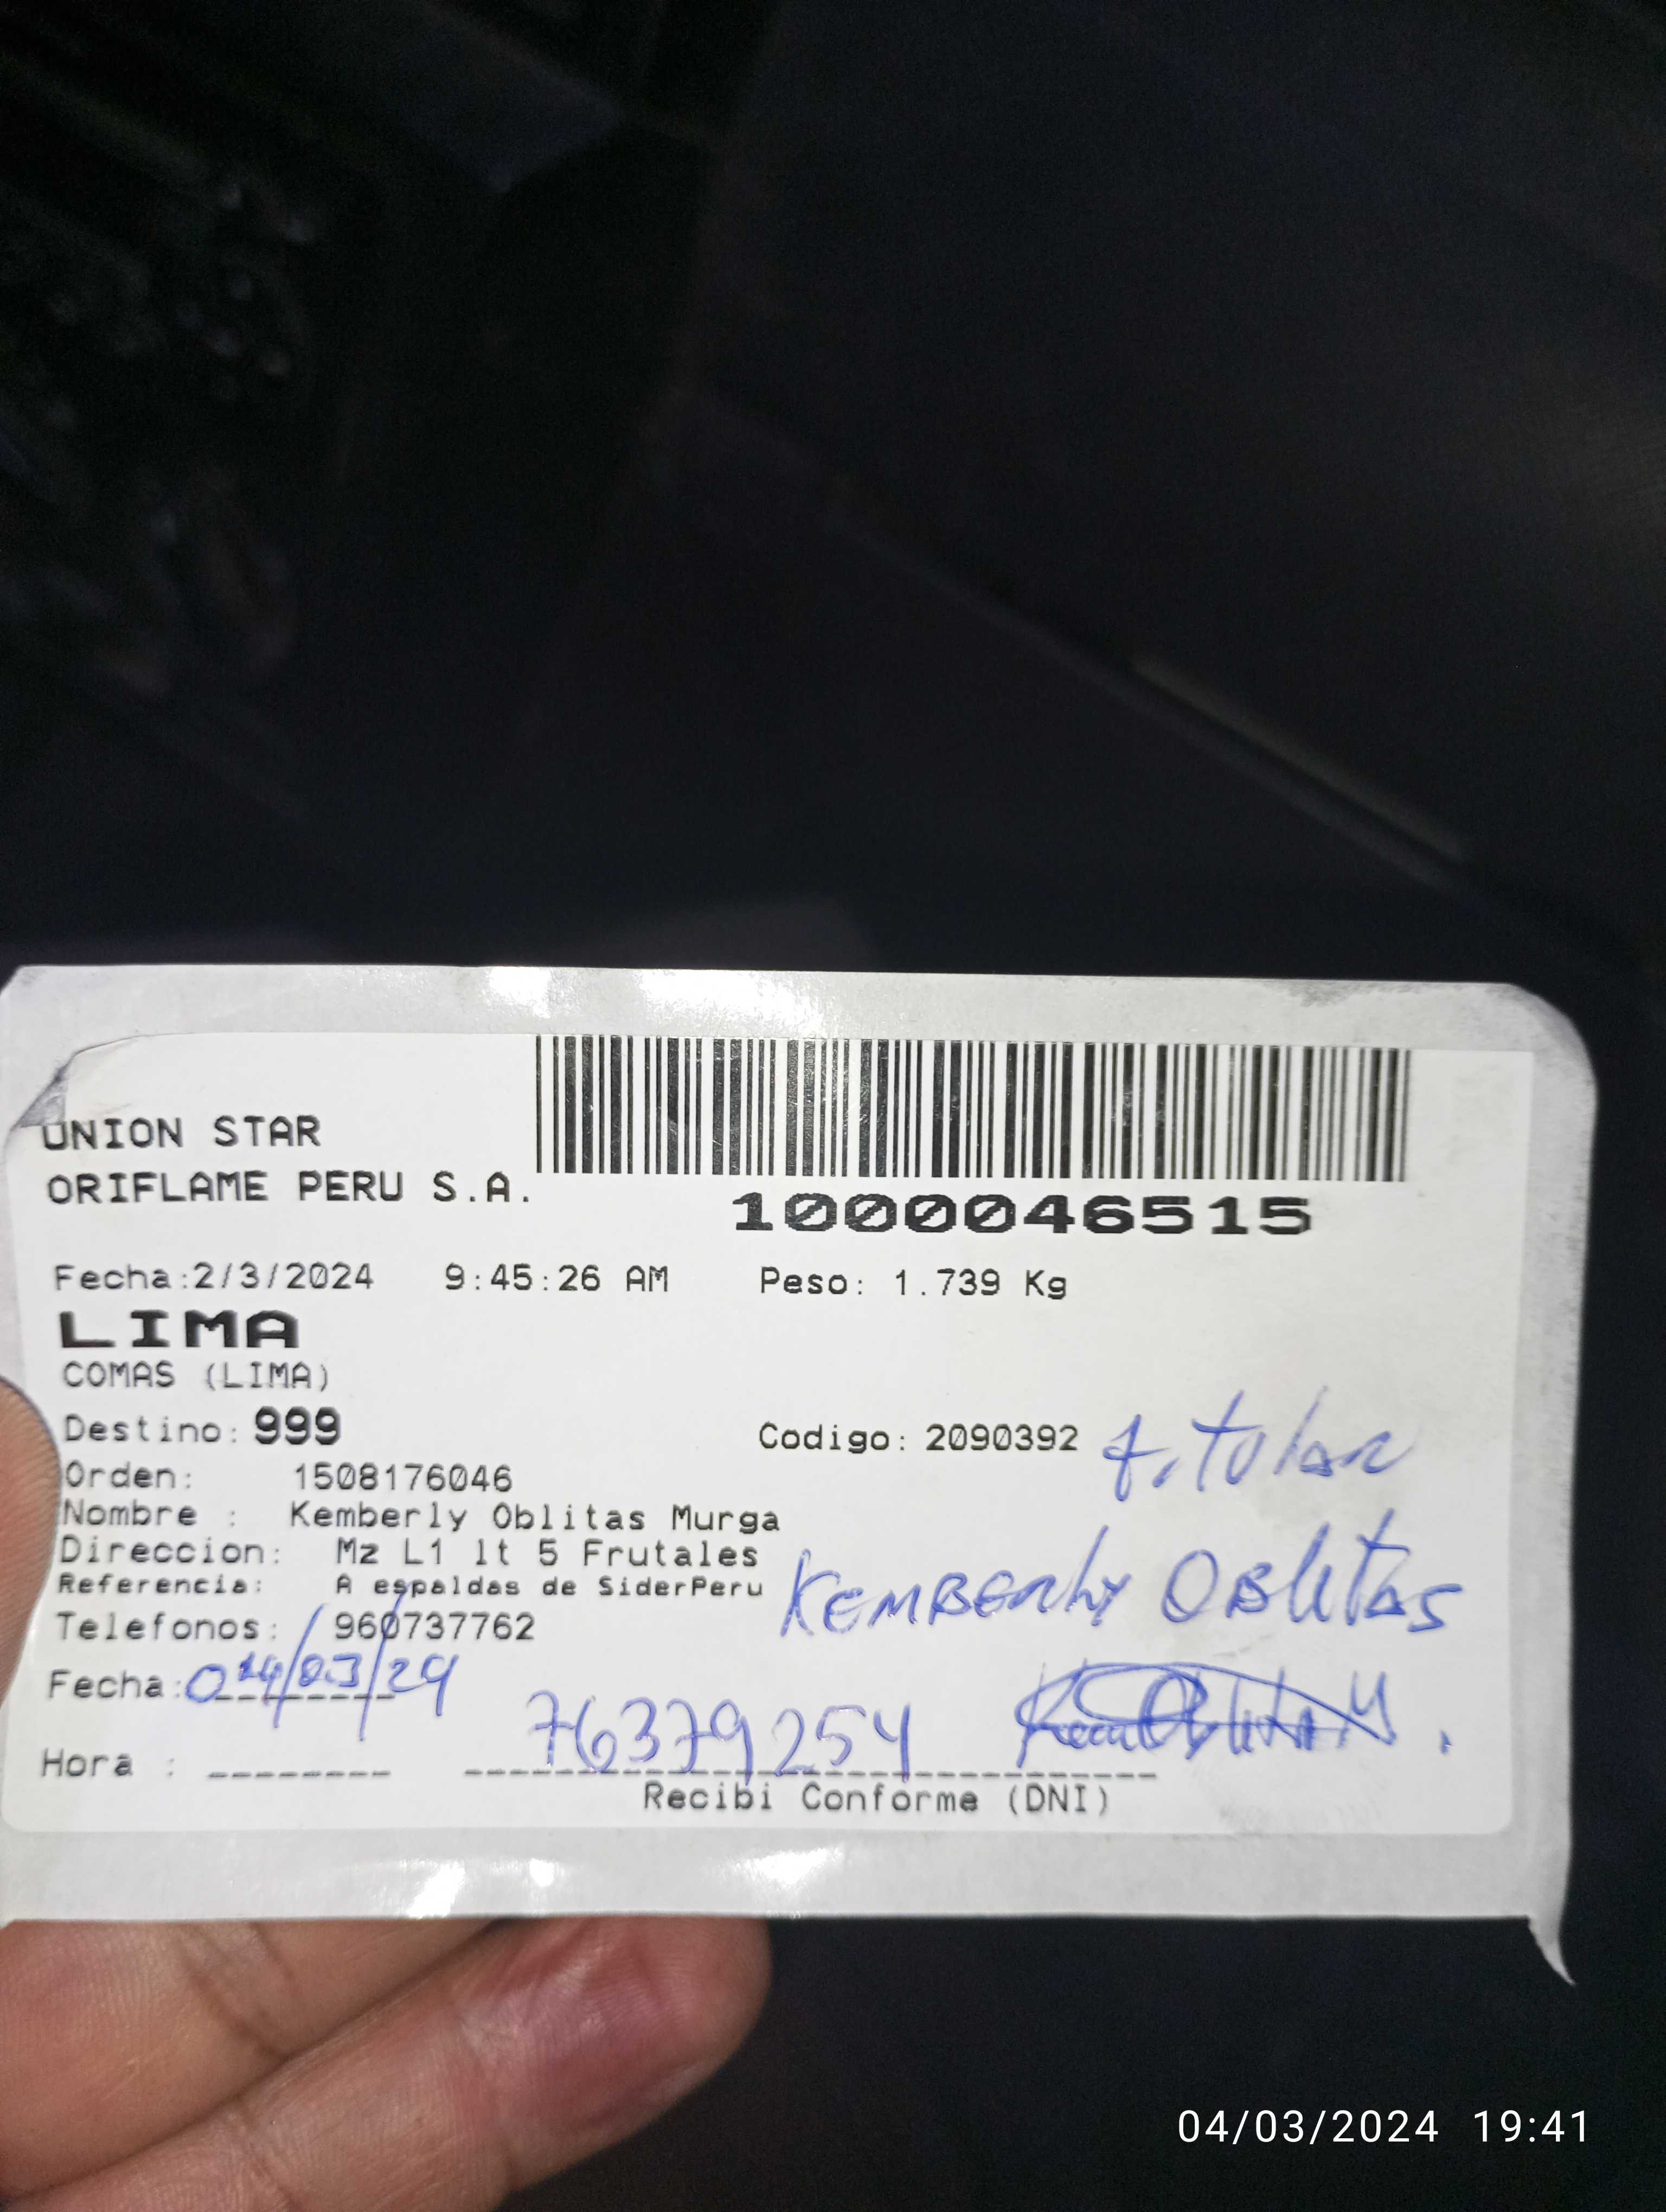 UNION STAR
ORIFLAME PERU S.A.
1000046515
Fecha:2/3/2024 9:45:26 AM Peso: 1.739 Kg
LIMA
COMAS (LIMA)
Destino: 999 Codigo: 2090392 titular
Orden: 1508176046
Nombre : Kemberly Oblitas Murga
Direccion: Mz L1 lt 5 Frutales
Referencia: A espaldas de SiderPeru
KEMBERly OBlitas
Telefonos: 960737762
Fecha: 04/03/24
76379254
Hora :
Recibi Conforme (DNI)
04/03/2024 19:41